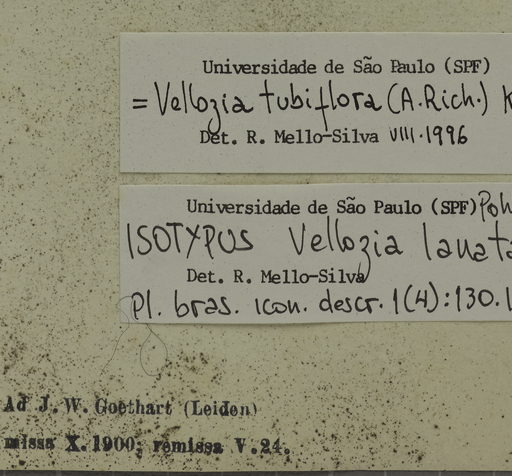 Universidade de São Paulo (SPF)
= Vellozia tubiflora (A.Rich.) K
Det. R. Mello-Silva VIII.1996
Universidade de São Paulo (SPF) Poh
ISOTYPUS Vellozia lanata
Det. R. Mello-Silva
Pl. bras. icon. descr. 1(4):130.
Ad J. W. Goethart (Leiden)
missa X. 1900; remissa V. 24.